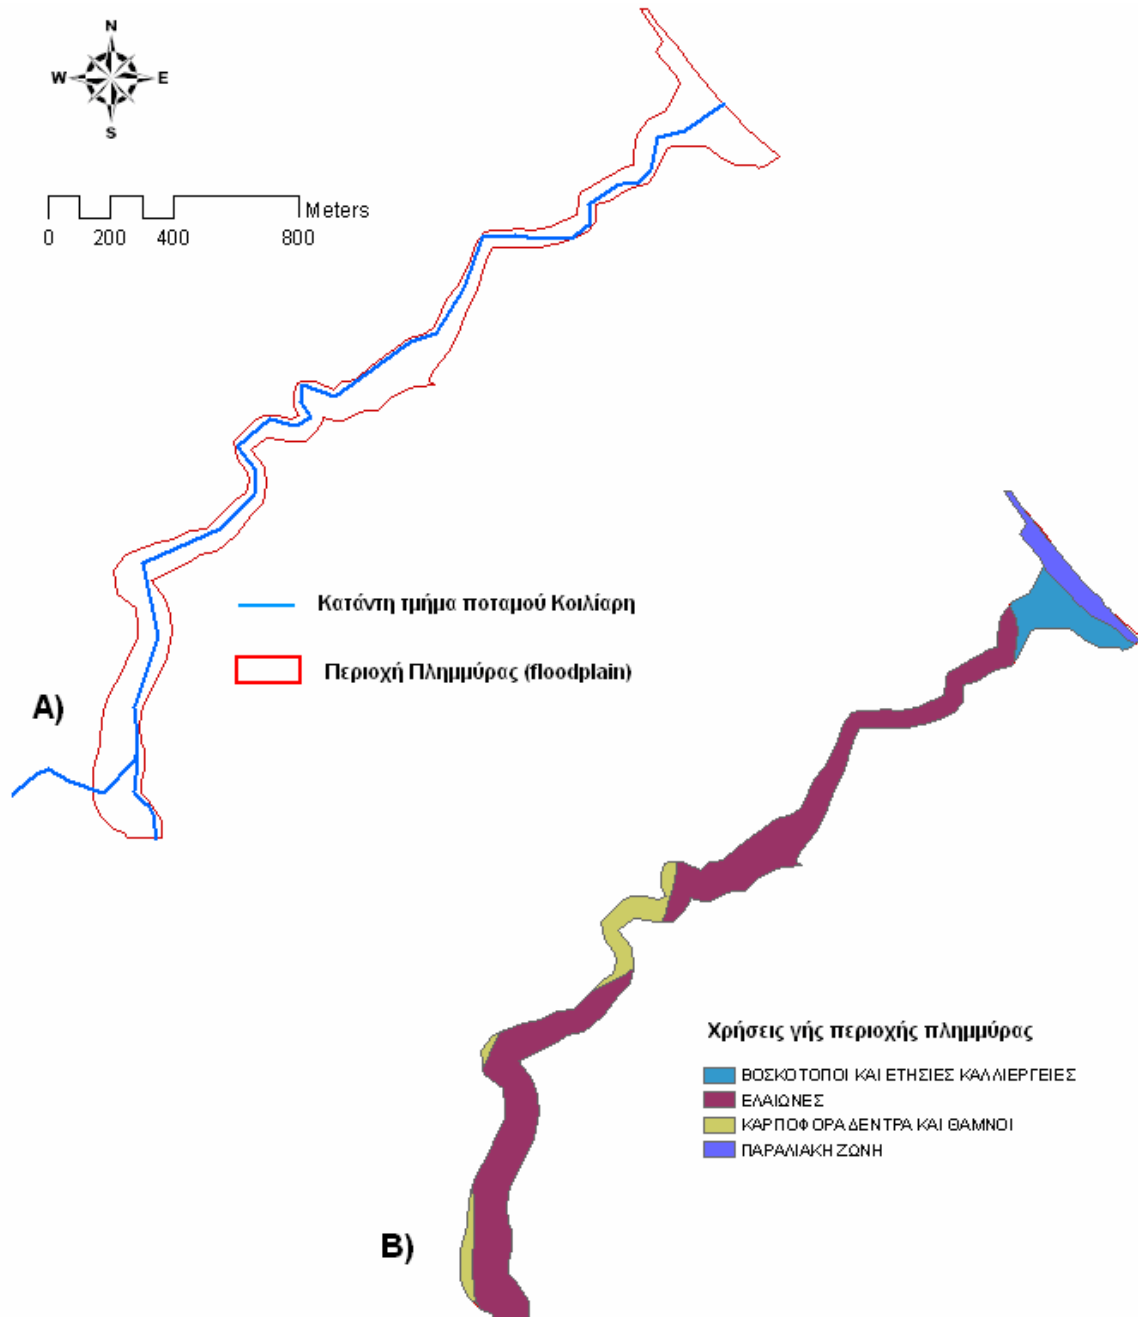 N
W E
S
Meters
0 200 400 800
Κατάντη τμήμα ποταμού Κοιλίαρη
Περιοχή Πλημμύρας (floodplain)
A)
Χρήσεις γής περιοχής πλημμύρας
ΒΟΣΚΟΤΟΠΟΙ ΚΑΙ ΕΤΗΣΙΕΣ ΚΑΛΛΙΕΡΓΕΙΕΣ
ΕΛΑΙΩΝΕΣ
ΚΑΡΠΟΦΟΡΑ ΔΕΝΤΡΑ ΚΑΙ ΘΑΜΝΟΙ
ΠΑΡΑΛΙΑΚΗ ΖΩΝΗ
B)